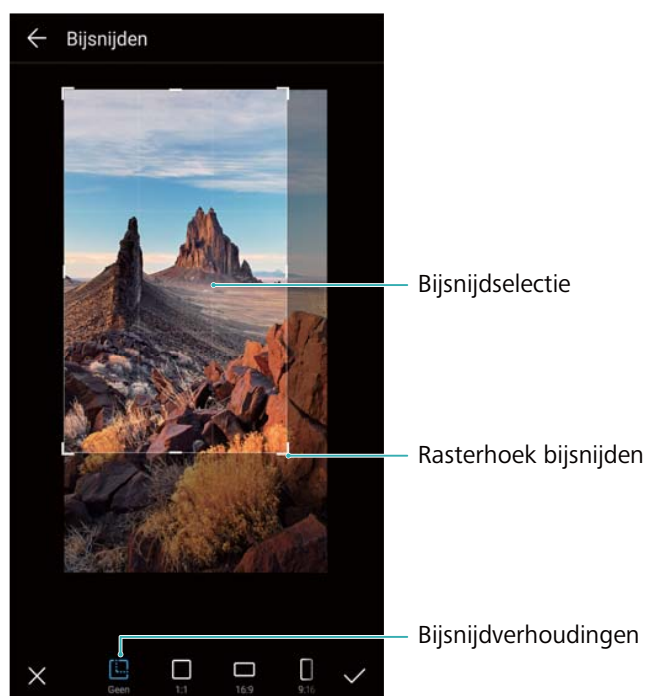 Bijsnijden
Bijsnijdselectie
Rasterhoek bijsnijden
Bijsnijdverhoudingen
Geen 1:1 16:9 9:16